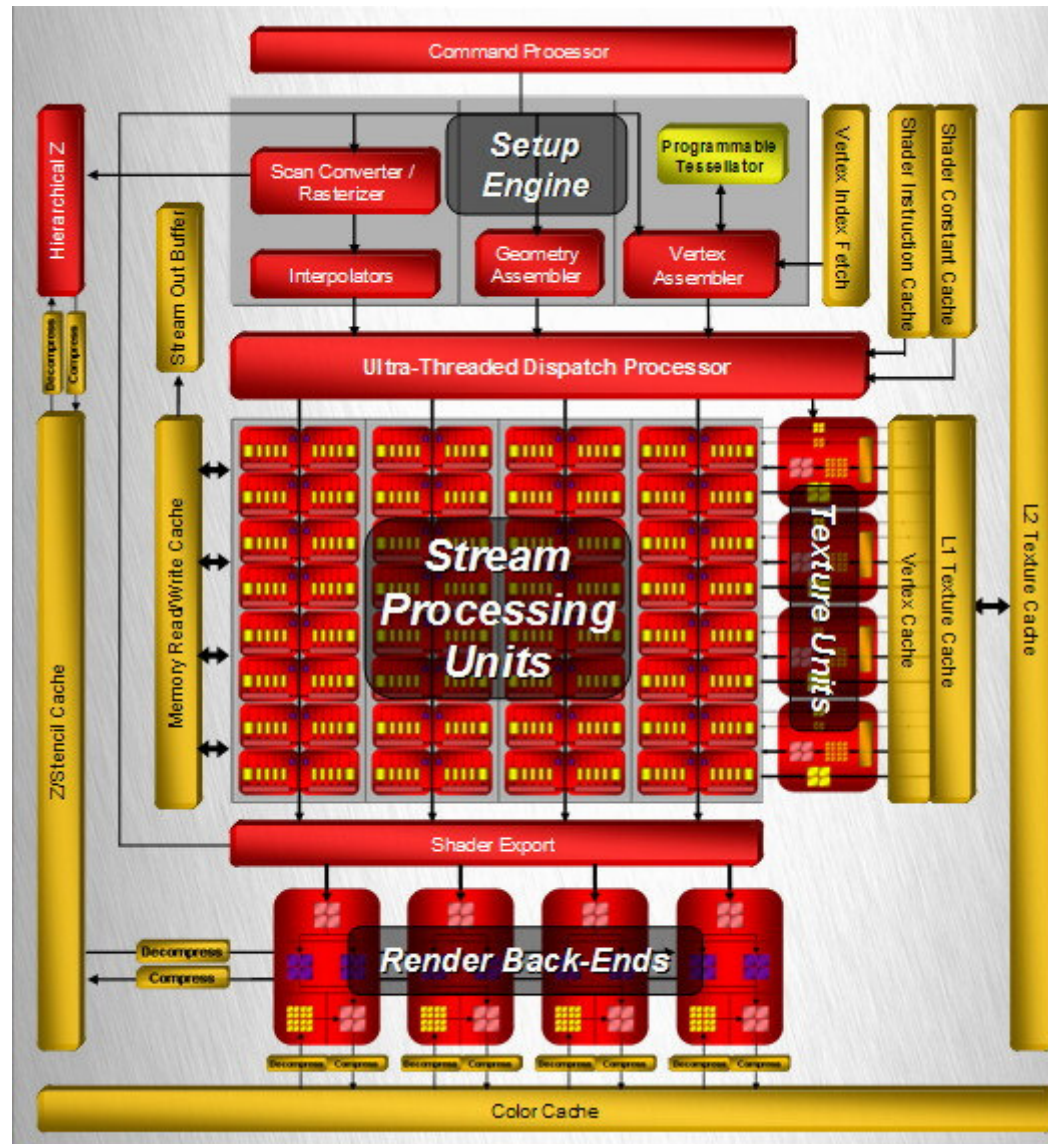 Command Processor
Hierarchical Z
Setup
Engine
Scan Converter /
Rasterizer
Programmable
Tessellator
Interpolators
Geometry
Assembler
Vertex
Assembler
Vertex Index Fetch
Shader Instruction Cache
Shader Constant Cache
Stream Out Buffer
Decompress
Compress
Ultra-Threaded Dispatch Processor
Z/Stencil Cache
Memory Read/Write Cache
Stream
Processing
Units
Texture Units
Vertex Cache
L1 Texture Cache
L2 Texture Cache
Shader Export
Decompress
Compress
Render Back-Ends
Decompress Compress Decompress Compress Decompress Compress Decompress Compress
Color Cache